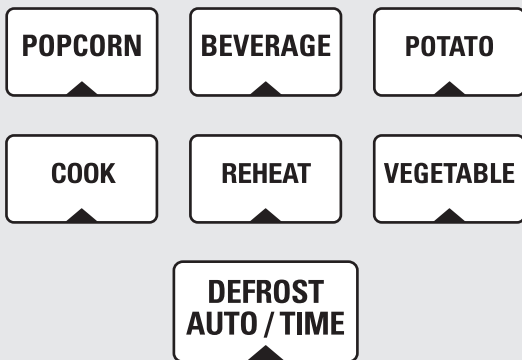 POPCORN
BEVERAGE
POTATO
COOK
REHEAT
VEGETABLE
DEFROST
AUTO / TIME